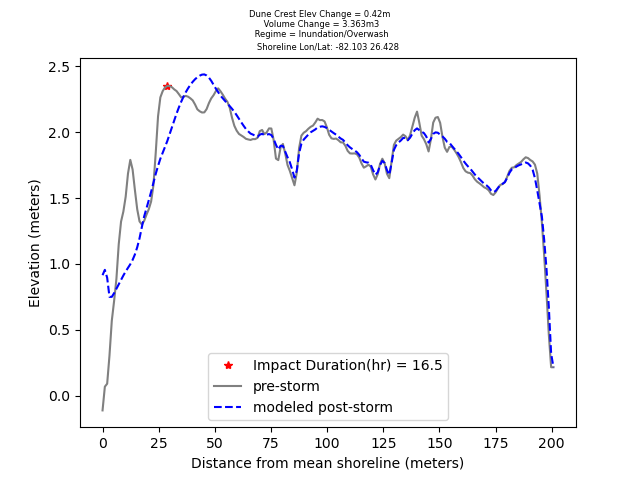 Dune Crest Elev Change = 0.42m
Volume Change = 3.363m3
Regime = Inundation/Overwash
Shoreline Lon/Lat: -82.103 26.428
2.5
2.0
1.5
1.0
0.5
0.0
Elevation (meters)
Impact Duration(hr) = 16.5
pre-storm
modeled post-storm
0 25 50 75 100 125 150 175 200
Distance from mean shoreline (meters)